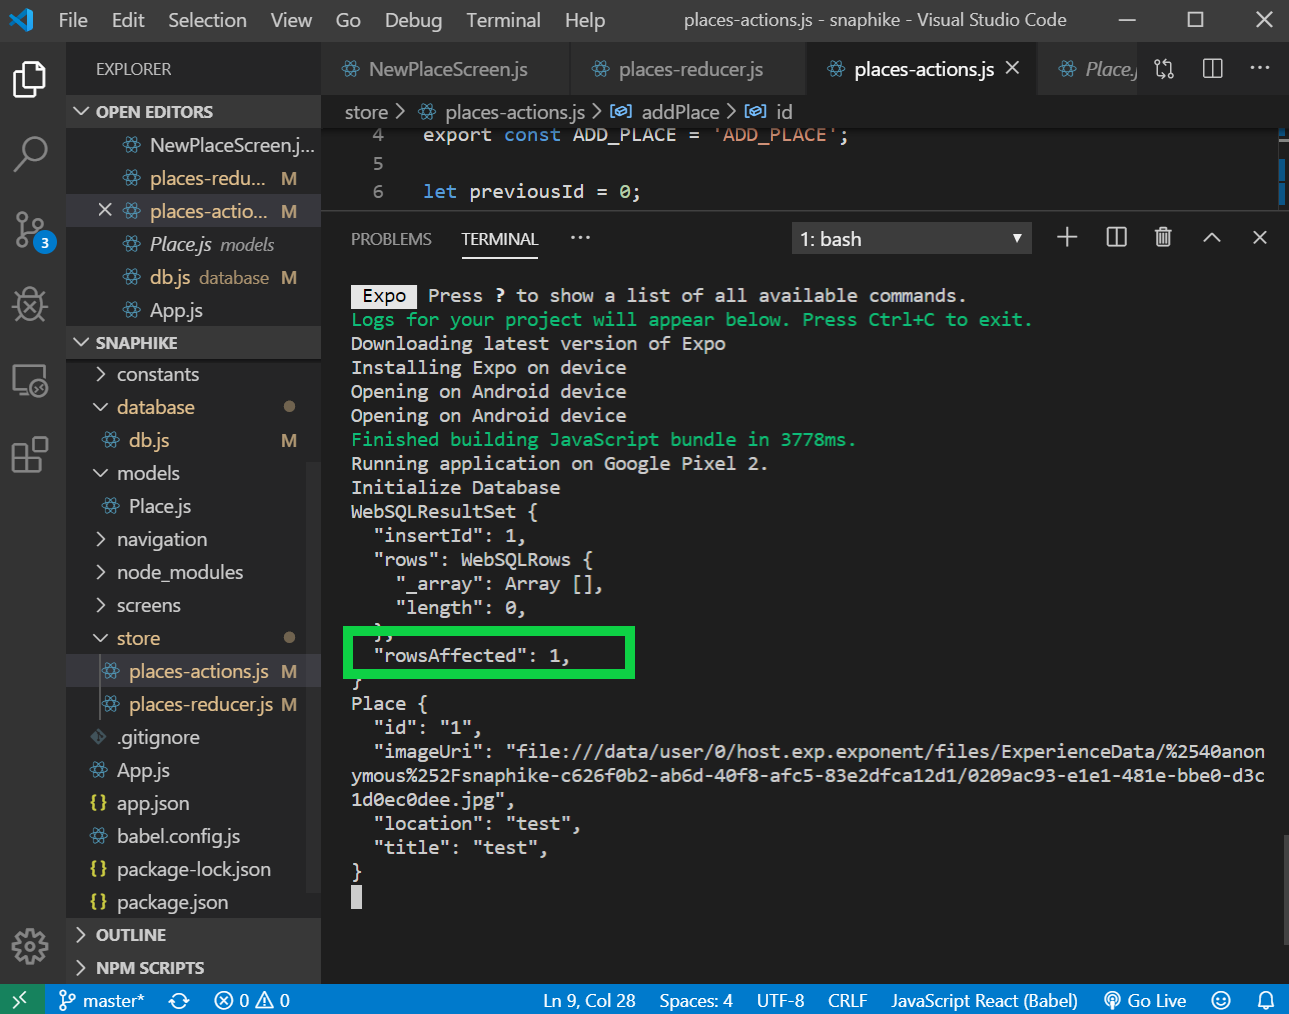 File Edit Selection View Go Debug Terminal Help places-actions.js - snaphike - Visual Studio Code
EXPLORER
NewPlaceScreen.js places-reducer.js places-actions.js Place.j
OPEN EDITORS
NewPlaceScreen.j...
places-redu... M
places-actio... M
Place.js models
db.js database M
App.js
SNAPHIKE
constants
database
db.js M
models
Place.js
navigation
node_modules
screens
store
places-actions.js M
places-reducer.js M
.gitignore
App.js
{} app.json
babel.config.js
{} package-lock.json
{} package.json
OUTLINE
NPM SCRIPTS
3
store > places-actions.js > addPlace > id
4 export const ADD_PLACE = 'ADD_PLACE';
5
6 let previousId = 0;
PROBLEMS TERMINAL ... 1: bash
Expo Press ? to show a list of all available commands.
Logs for your project will appear below. Press Ctrl+C to exit.
Downloading latest version of Expo
Installing Expo on device
Opening on Android device
Opening on Android device
Finished building JavaScript bundle in 3778ms.
Running application on Google Pixel 2.
Initialize Database
WebSQLResultSet {
"insertId": 1,
"rows": WebSQLRows {
"_array": Array [],
"length": 0,
},
"rowsAffected": 1,
}
Place {
"id": "1",
"imageUri": "file:///data/user/0/host.exp.exponent/files/ExperienceData/%2540anon
ymous%252Fsnaphike-c626f0b2-ab6d-40f8-afc5-83e2dfca12d1/0209ac93-e1e1-481e-bbe0-d3c
1d0ec0dee.jpg",
"location": "test",
"title": "test",
}
master* 0 0 Ln 9, Col 28 Spaces: 4 UTF-8 CRLF JavaScript React (Babel) Go Live